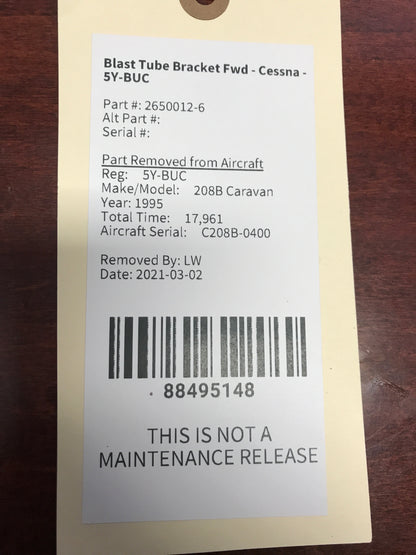 Blast Tube Bracket Fwd - Cessna -
5Y-BUC
Part #: 2650012-6
Alt Part #:
Serial #:
Part Removed from Aircraft
Reg: 5Y-BUC
Make/Model: 208B Caravan
Year: 1995
Total Time: 17,961
Aircraft Serial: C208B-0400
Removed By: LW
Date: 2021-03-02
88495148
THIS IS NOT A
MAINTENANCE RELEASE